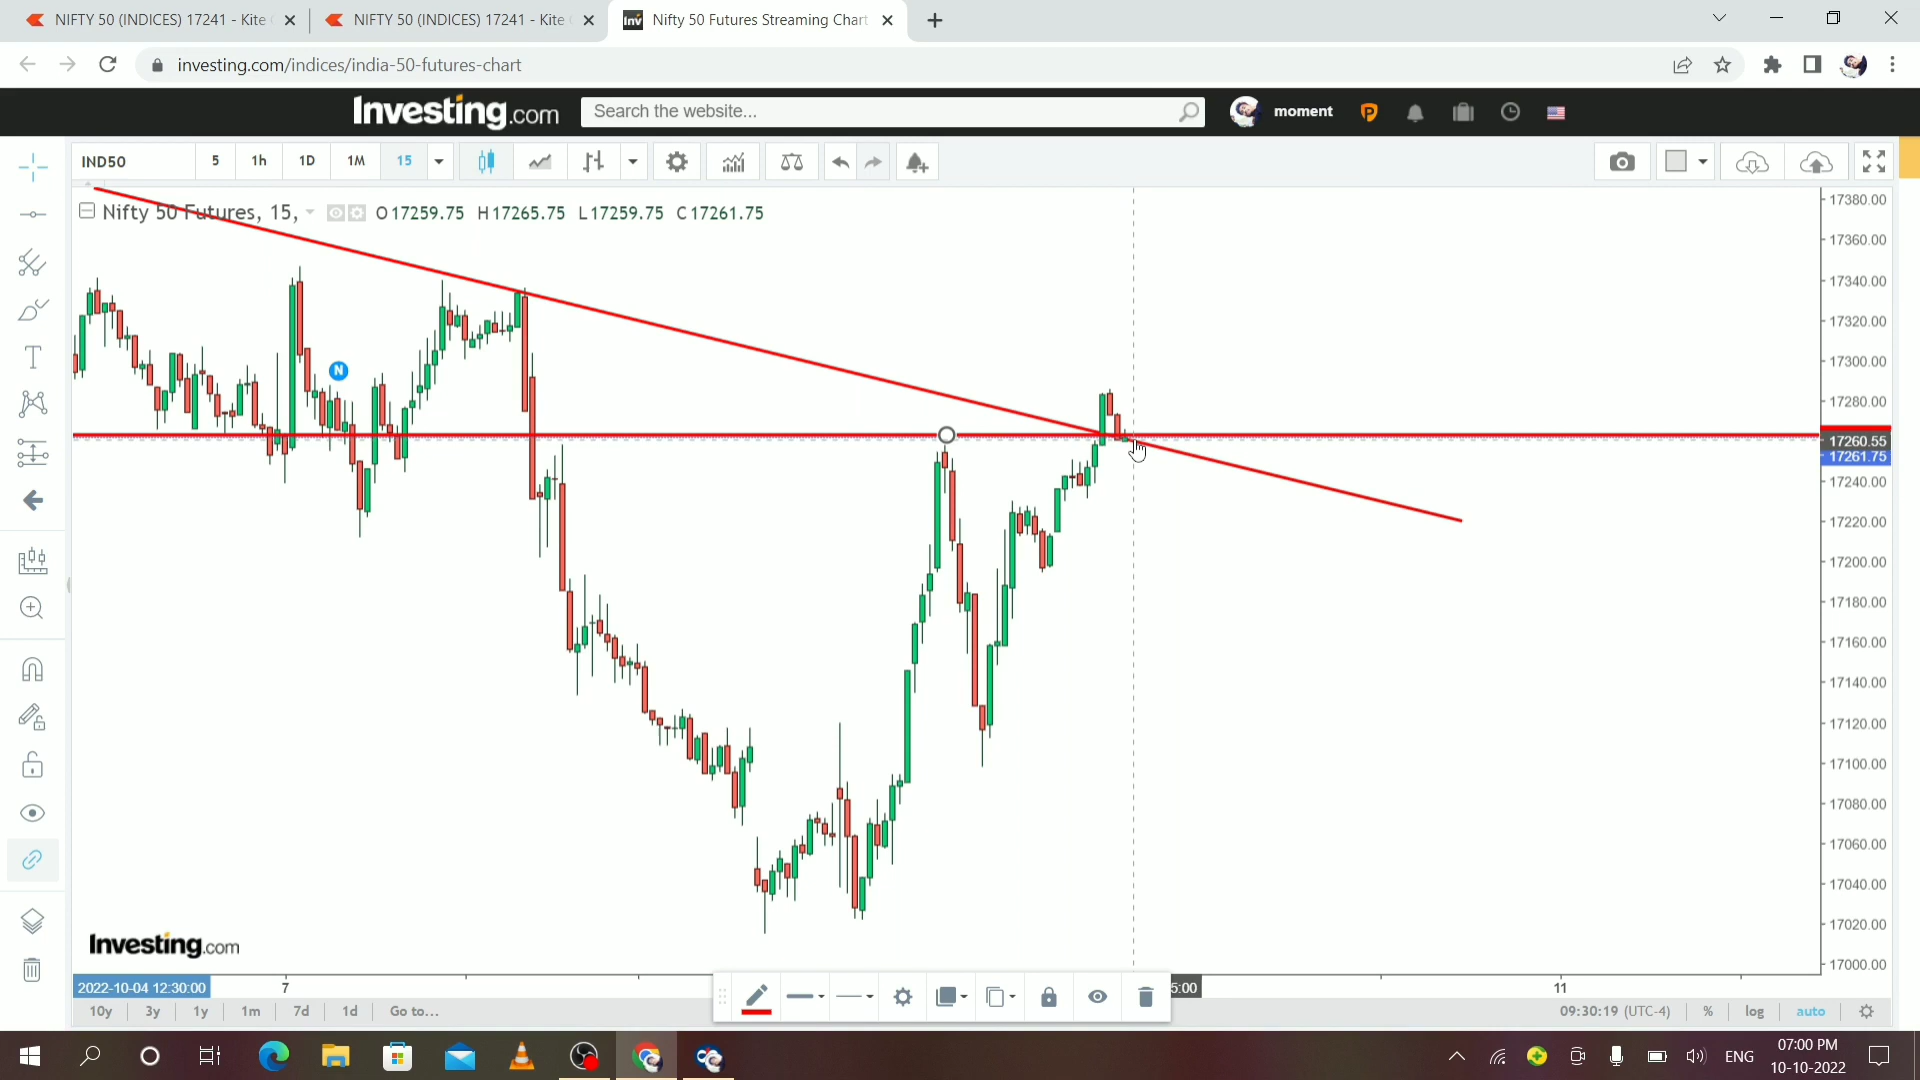 NIFTY 50 (INDICES) 17241 - Kite
NIFTY 50 (INDICES) 17241 - Kite
Nifty 50 Futures Streaming Chart
investing.com/indices/india-50-futures-chart
Investing.com
Search the website...
moment
IND50 5 1h 1D 1M 15
Nifty 50 Futures, 15, O17259.75 H17265.75 L17259.75 C17261.75
N
17380.00
17360.00
17340.00
17320.00
17300.00
17280.00
17260.55
17261.75
17240.00
17220.00
17200.00
17180.00
17160.00
17140.00
17120.00
17100.00
17080.00
17060.00
17040.00
17020.00
17000.00
Investing.com
2022-10-04 12:30:00 7 5:00 11
10y 3y 1y 1m 7d 1d Go to... 09:30:19 (UTC-4) % log auto
ENG
07:00 PM
10-10-2022